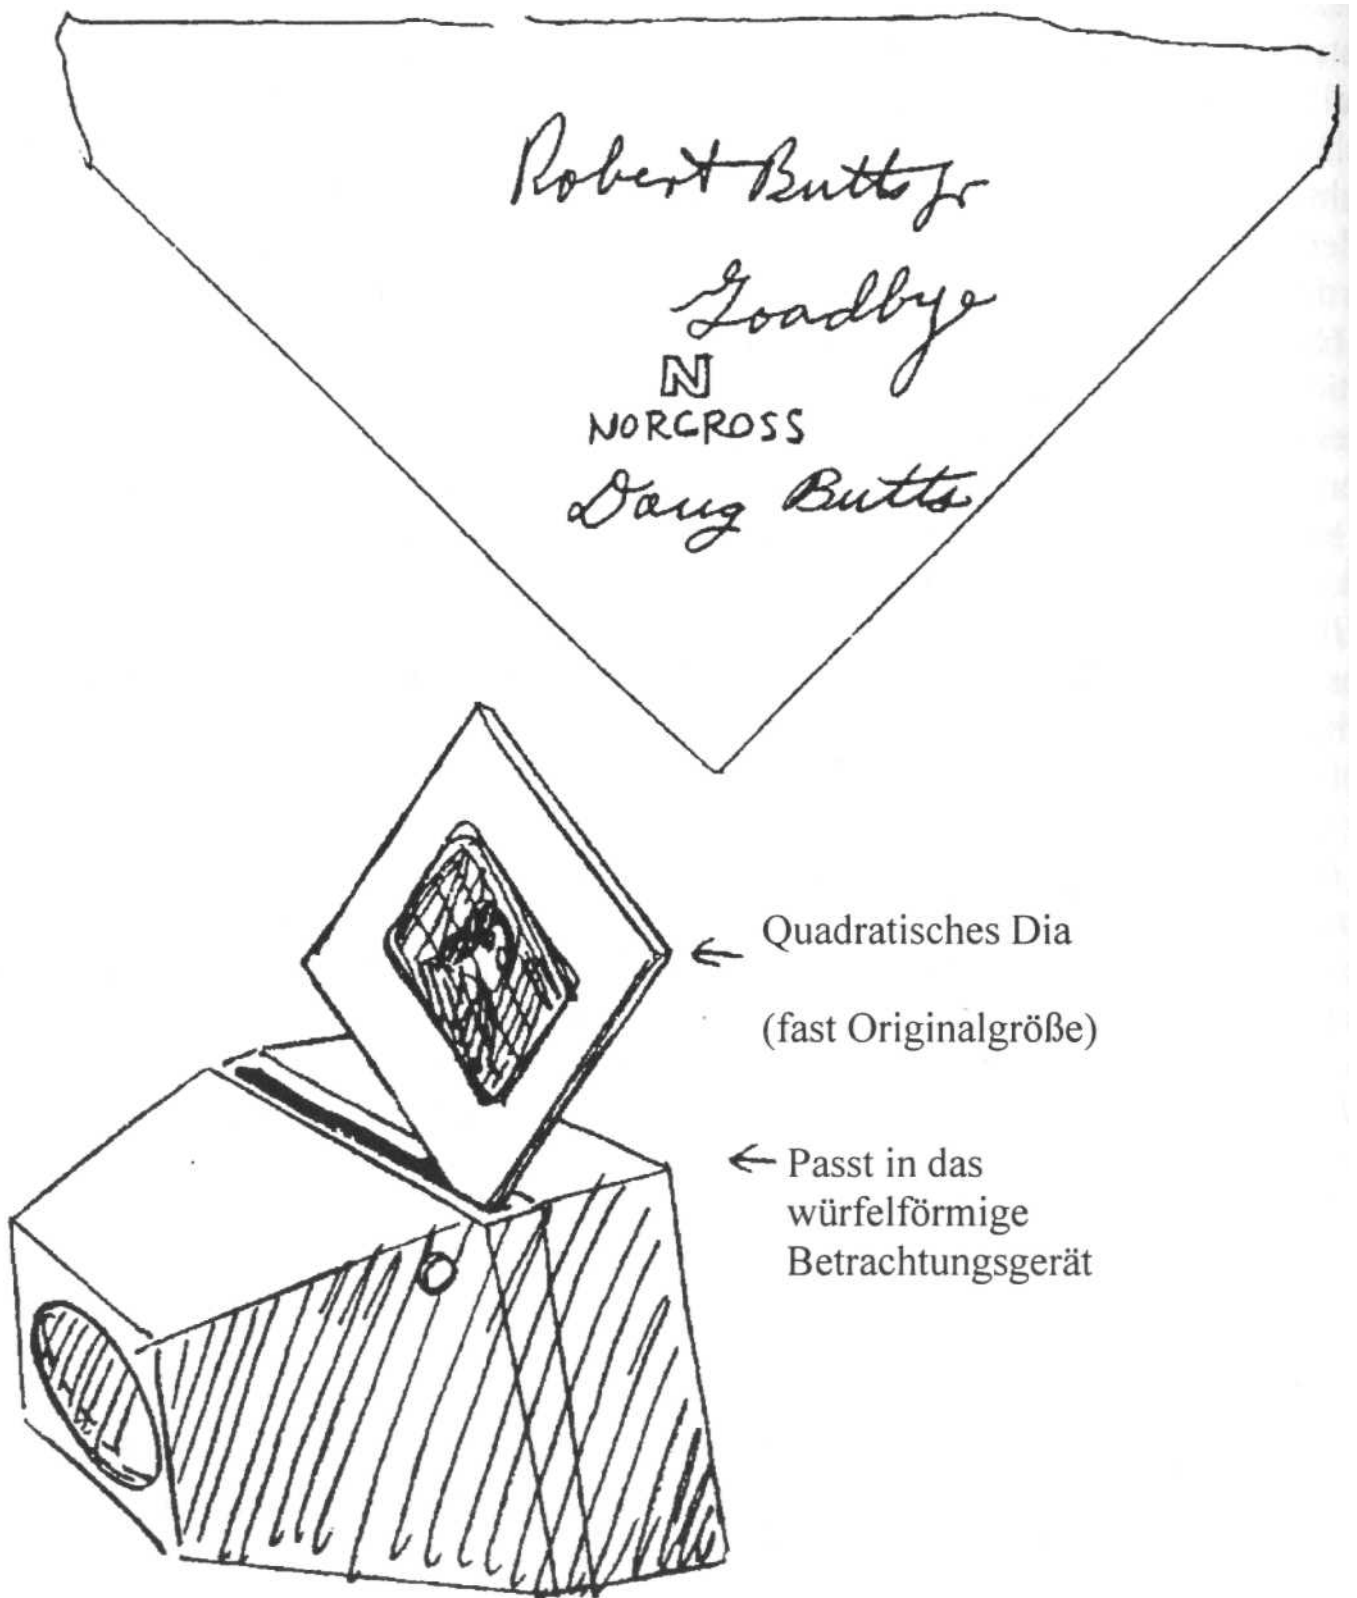 Robert Butts Jr
Goodbye
N
NORCROSS
Doug Butts
Quadratisches Dia
(fast Originalgröße)
Passt in das
würfelförmige
Betrachtungsgerät